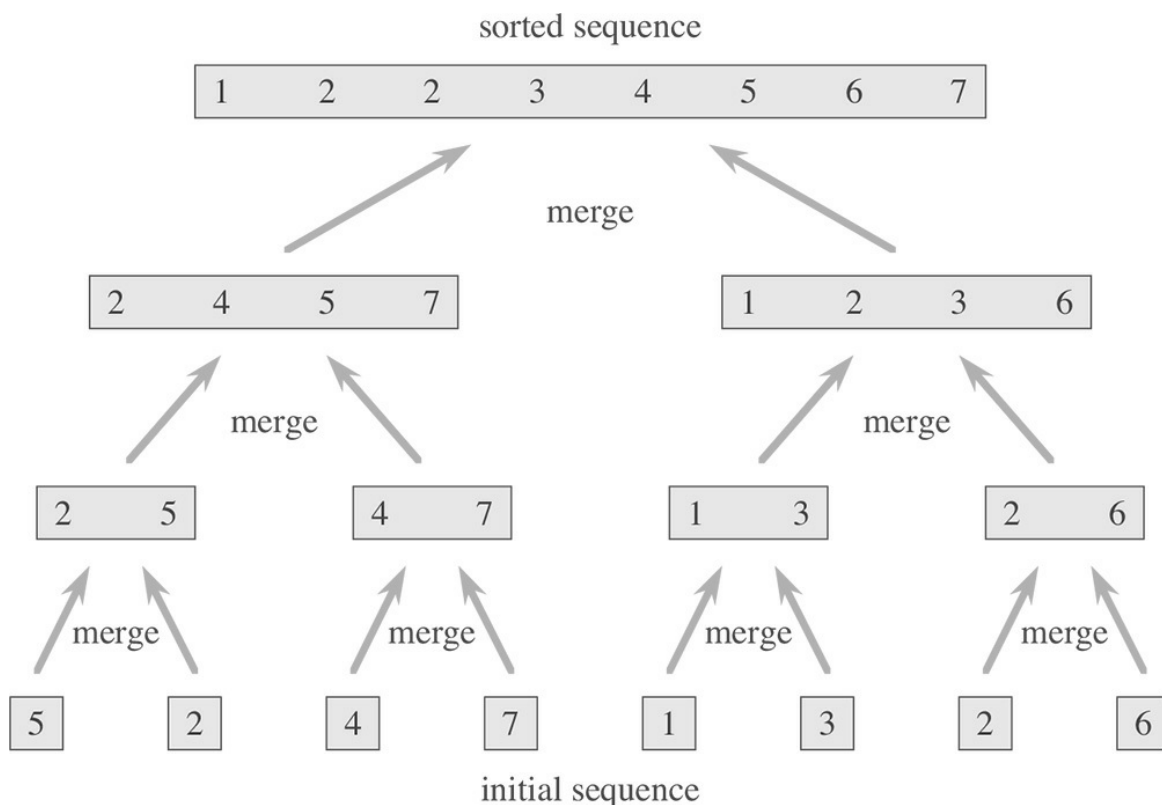 sorted sequence
1 2 2 3 4 5 6 7
merge
2 4 5 7 1 2 3 6
merge merge
2 5 4 7 1 3 2 6
merge merge merge merge
5 2 4 7 1 3 2 6
initial sequence